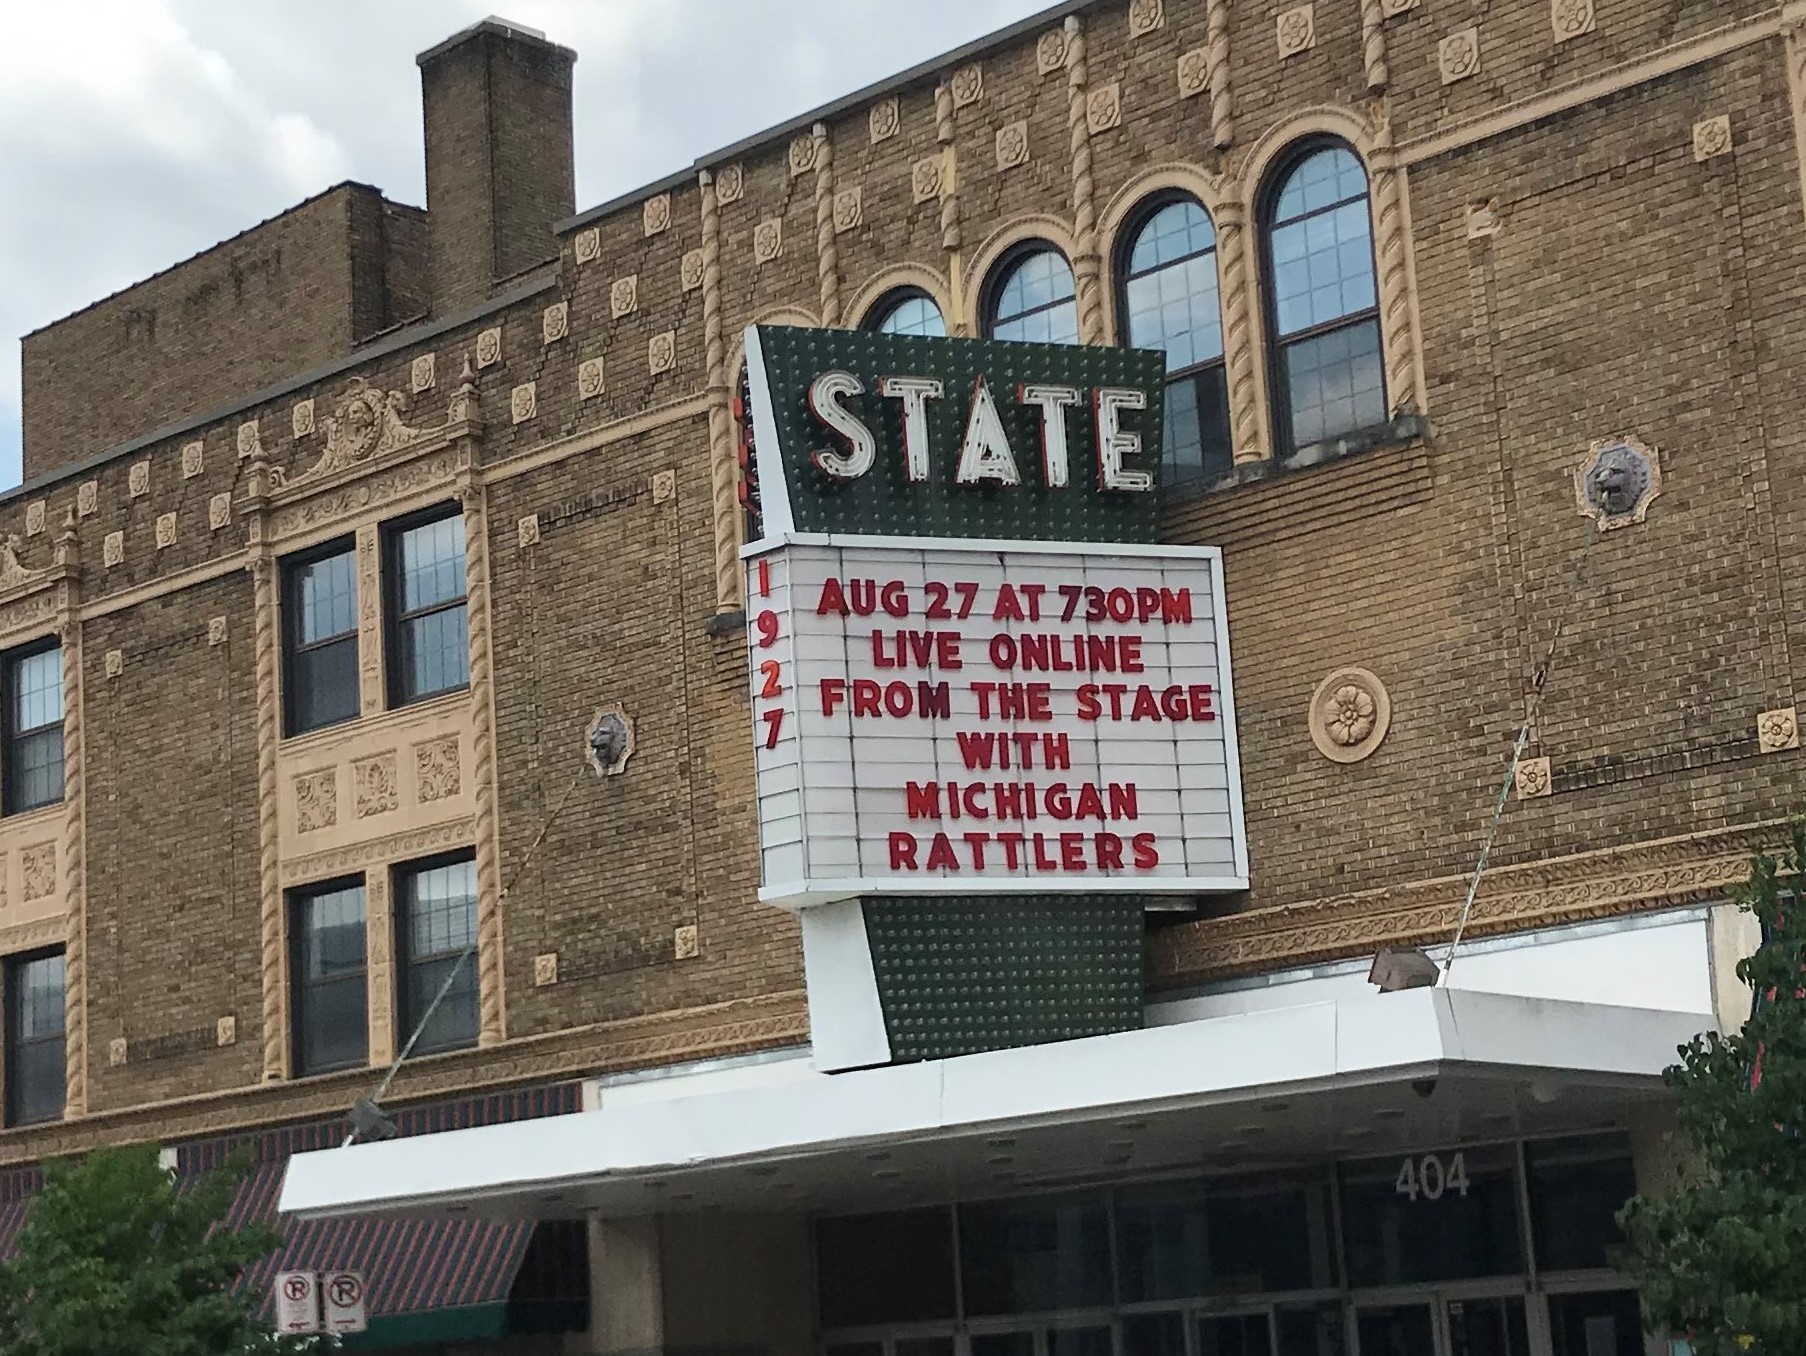 STATE
1927
AUG 27 AT 730PM
LIVE ONLINE
FROM THE STAGE
WITH
MICHIGAN
RATTLERS
404